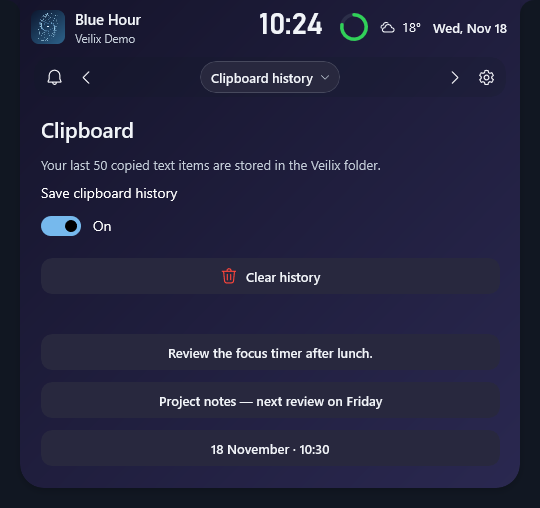 Blue Hour
Veilix Demo
10:24
18°
Wed, Nov 18
Clipboard history
Clipboard
Your last 50 copied text items are stored in the Veilix folder.
Save clipboard history
On
Clear history
Review the focus timer after lunch.
Project notes — next review on Friday
18 November · 10:30